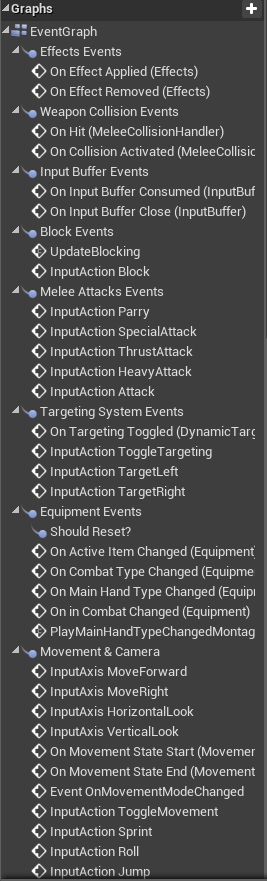 Graphs
EventGraph
Effects Events
On Effect Applied (Effects)
On Effect Removed (Effects)
Weapon Collision Events
On Hit (MeleeCollisionHandler)
On Collision Activated (MeleeCollisic
Input Buffer Events
On Input Buffer Consumed (InputBuf
On Input Buffer Close (InputBuffer)
Block Events
UpdateBlocking
InputAction Block
Melee Attacks Events
InputAction Parry
InputAction SpecialAttack
InputAction ThrustAttack
InputAction HeavyAttack
InputAction Attack
Targeting System Events
On Targeting Toggled (DynamicTarg
InputAction ToggleTargeting
InputAction TargetLeft
InputAction TargetRight
Equipment Events
Should Reset?
On Active Item Changed (Equipment)
On Combat Type Changed (Equipme
On Main Hand Type Changed (Equip
On in Combat Changed (Equipment)
PlayMainHandTypeChangedMontag
Movement & Camera
InputAxis MoveForward
InputAxis MoveRight
InputAxis HorizontalLook
InputAxis VerticalLook
On Movement State Start (Movemer
On Movement State End (Movement
Event OnMovementModeChanged
InputAction ToggleMovement
InputAction Sprint
InputAction Roll
InputAction Jump